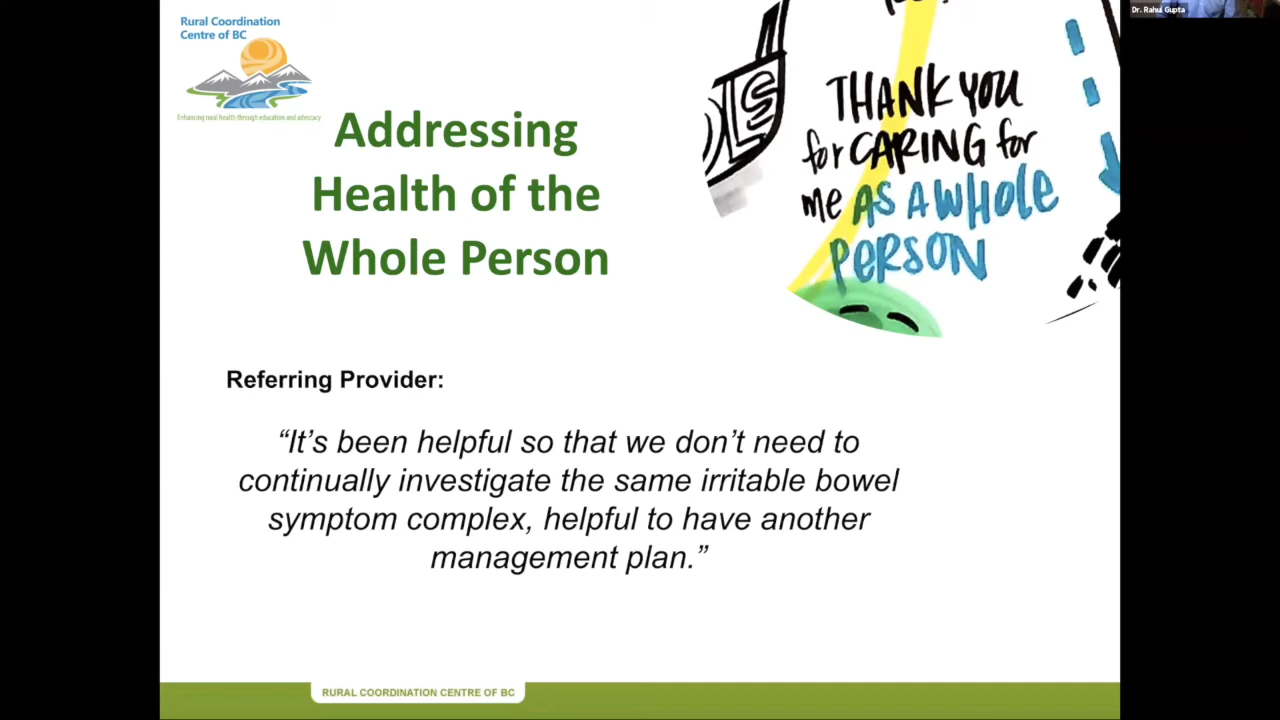 Rural Coordination
Centre of BC
Enhancing rural health through education and advocacy
Addressing
Health of the
Whole Person
THANK YOU
for CARING for
me AS A WHOLE
PERSON
Dr. Rahul Gupta
Referring Provider:
“It’s been helpful so that we don’t need to
continually investigate the same irritable bowel
symptom complex, helpful to have another
management plan.”
RURAL COORDINATION CENTRE OF BC